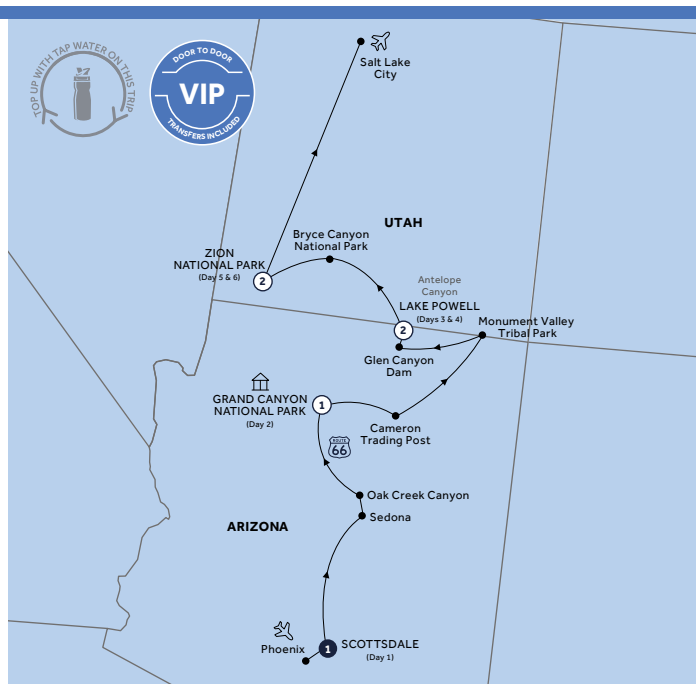 TOP UP WITH TAP WATER ON THIS TRIP
DOOR TO DOOR
VIP
TRANSFERS INCLUDED
Salt Lake
City
UTAH
Bryce Canyon
National Park
ZION
NATIONAL PARK
(Day 5 & 6)
2
Antelope
Canyon
LAKE POWELL
(Days 3 & 4)
2
Monument Valley
Tribal Park
Glen Canyon
Dam
GRAND CANYON
NATIONAL PARK
(Day 2)
1
Cameron
Trading Post
ROUTE
66
Oak Creek Canyon
Sedona
ARIZONA
Phoenix
1
SCOTTSDALE
(Day 1)